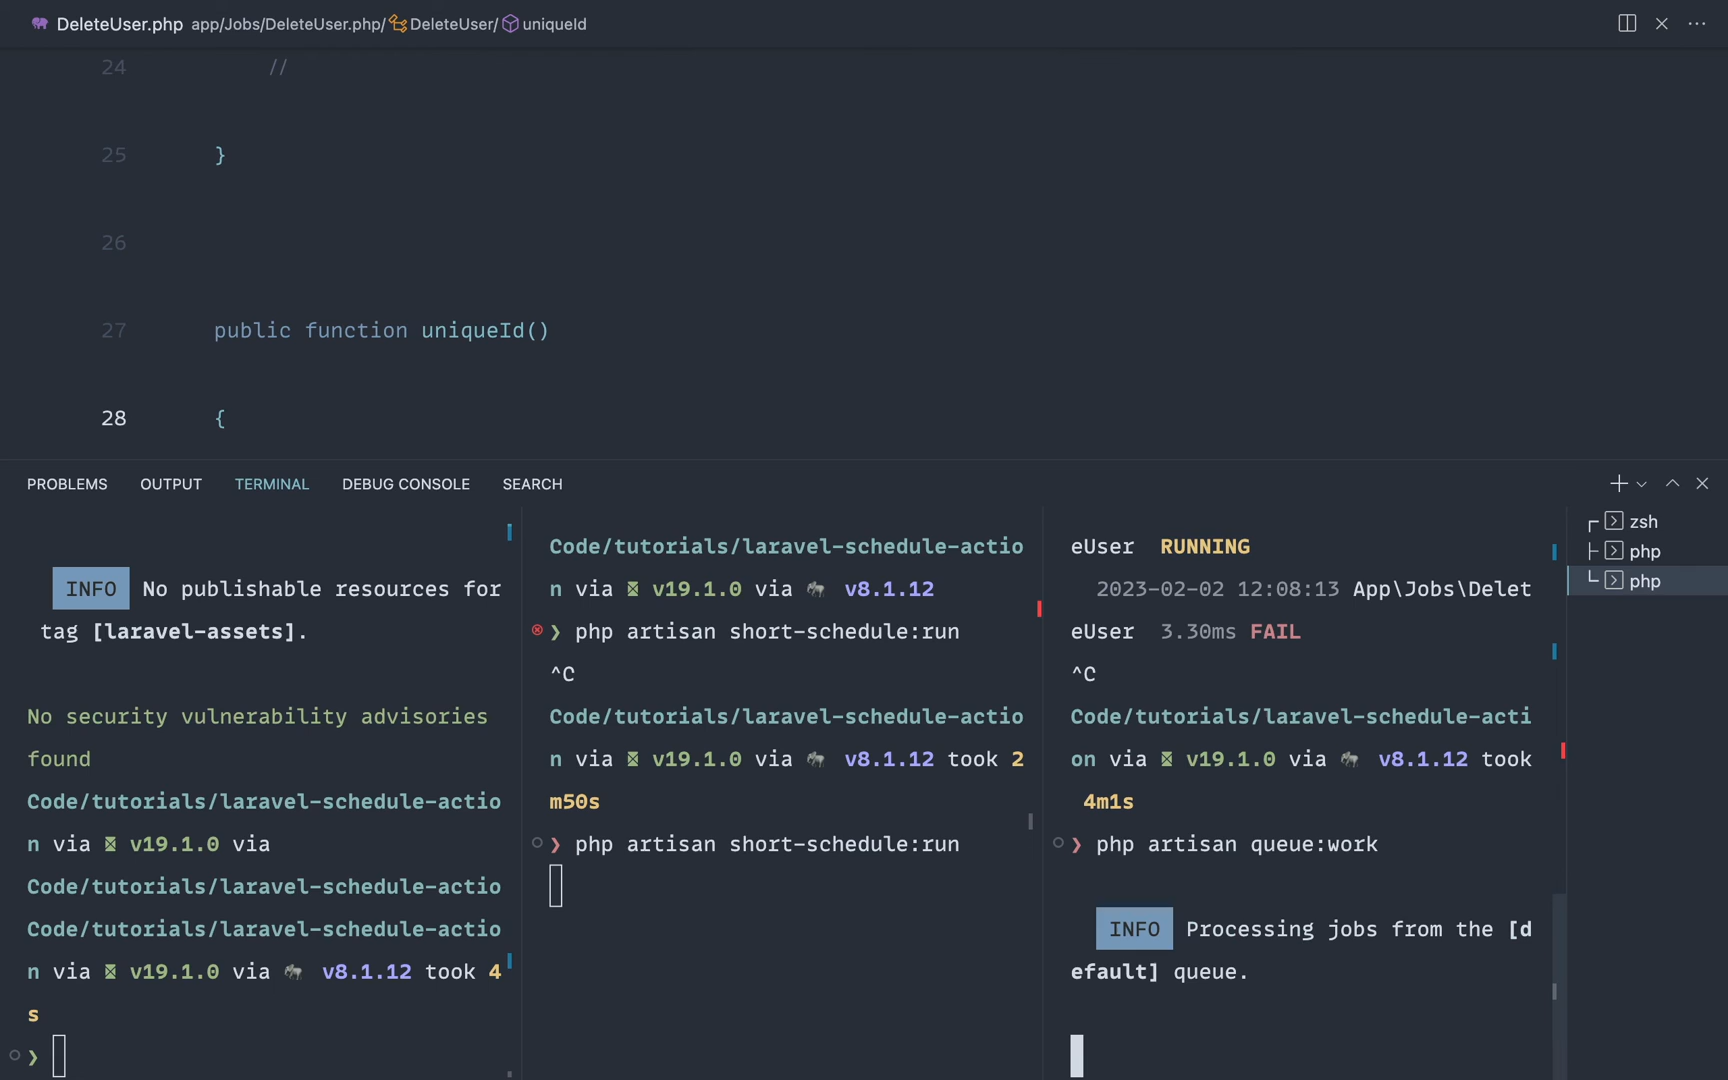 DeleteUser.php app/Jobs/DeleteUser.php/ DeleteUser/ uniqueId
24 //
25 }
26
27 public function uniqueId()
28 {
PROBLEMS OUTPUT TERMINAL DEBUG CONSOLE SEARCH
INFO No publishable resources for
tag [laravel-assets].
No security vulnerability advisories
found
Code/tutorials/laravel-schedule-actio
n via v19.1.0 via
Code/tutorials/laravel-schedule-actio
Code/tutorials/laravel-schedule-actio
n via v19.1.0 via 🐘 v8.1.12 took 4
s
❯
Code/tutorials/laravel-schedule-actio
n via v19.1.0 via 🐘 v8.1.12
❯ php artisan short-schedule:run
^C
Code/tutorials/laravel-schedule-actio
n via v19.1.0 via 🐘 v8.1.12 took 2
m50s
❯ php artisan short-schedule:run
eUser RUNNING
2023-02-02 12:08:13 App\Jobs\Delet
eUser 3.30ms FAIL
^C
Code/tutorials/laravel-schedule-acti
on via v19.1.0 via 🐘 v8.1.12 took
4m1s
❯ php artisan queue:work
INFO Processing jobs from the [d
efault] queue.
zsh
php
php